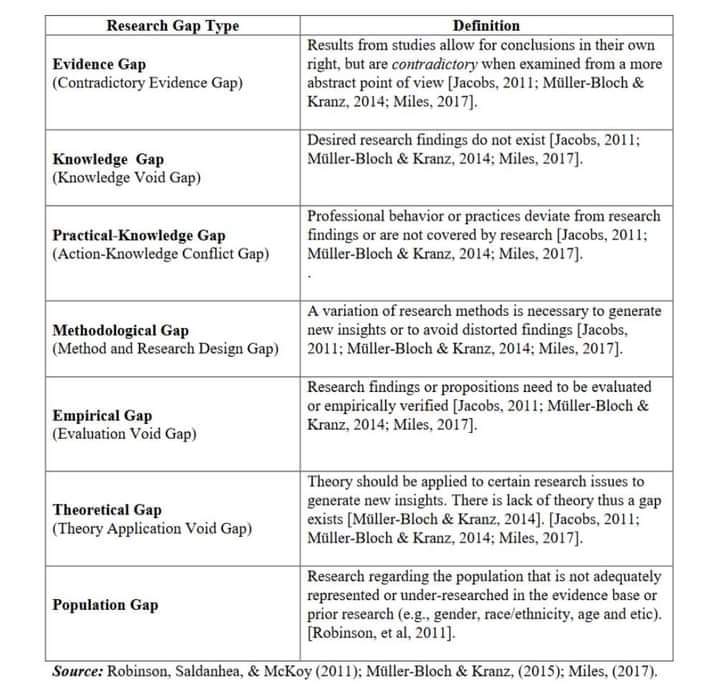 Research Gap Type
Definition
Evidence Gap
(Contradictory Evidence Gap)
Results from studies allow for conclusions in their own
right, but are contradictory when examined from a more
abstract point of view [Jacobs, 2011; Müller-Bloch &
Kranz, 2014; Miles, 2017].
Knowledge Gap
(Knowledge Void Gap)
Desired research findings do not exist [Jacobs, 2011;
Müller-Bloch & Kranz, 2014; Miles, 2017].
Practical-Knowledge Gap
(Action-Knowledge Conflict Gap)
Professional behavior or practices deviate from research
findings or are not covered by research [Jacobs, 2011;
Müller-Bloch & Kranz, 2014; Miles, 2017].
.
Methodological Gap
(Method and Research Design Gap)
A variation of research methods is necessary to generate
new insights or to avoid distorted findings [Jacobs,
2011; Müller-Bloch & Kranz, 2014; Miles, 2017].
Empirical Gap
(Evaluation Void Gap)
Research findings or propositions need to be evaluated
or empirically verified [Jacobs, 2011; Müller-Bloch &
Kranz, 2014; Miles, 2017].
Theoretical Gap
(Theory Application Void Gap)
Theory should be applied to certain research issues to
generate new insights. There is lack of theory thus a gap
exists [Müller-Bloch & Kranz, 2014]. [Jacobs, 2011;
Müller-Bloch & Kranz, 2014; Miles, 2017].
Population Gap
Research regarding the population that is not adequately
represented or under-researched in the evidence base or
prior research (e.g., gender, race/ethnicity, age and etic).
[Robinson, et al, 2011].
Source: Robinson, Saldanhea, & McKoy (2011); Müller-Bloch & Kranz, (2015); Miles, (2017).